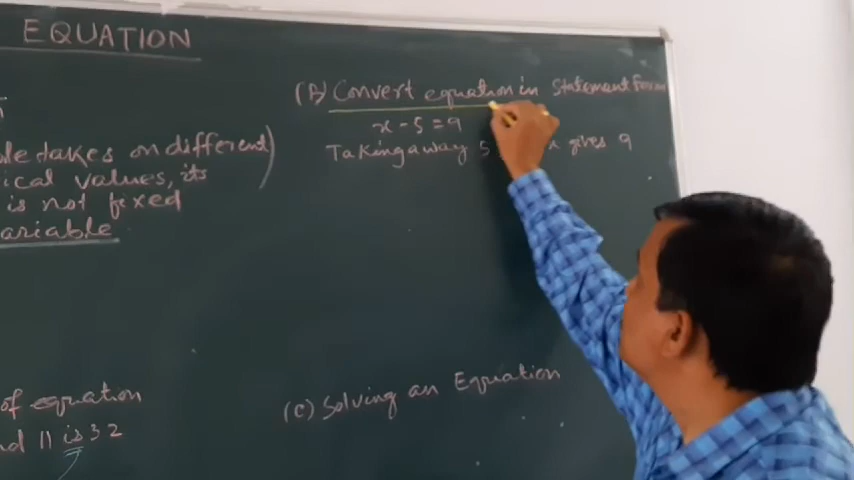 EQUATION
takes on different
ical values, its
is not fixed
ariable
of equation
nd 11 is 32
(B) Convert equation in Statement form
x - 5 = 9
Taking away 5 x gives 9
(C) Solving an Equation